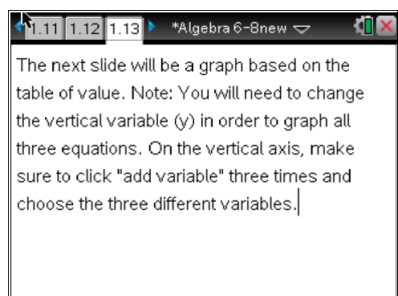 1.11 1.12 1.13 *Algebra 6-8new
The next slide will be a graph based on the
table of value. Note: You will need to change
the vertical variable (y) in order to graph all
three equations. On the vertical axis, make
sure to click "add variable" three times and
choose the three different variables.